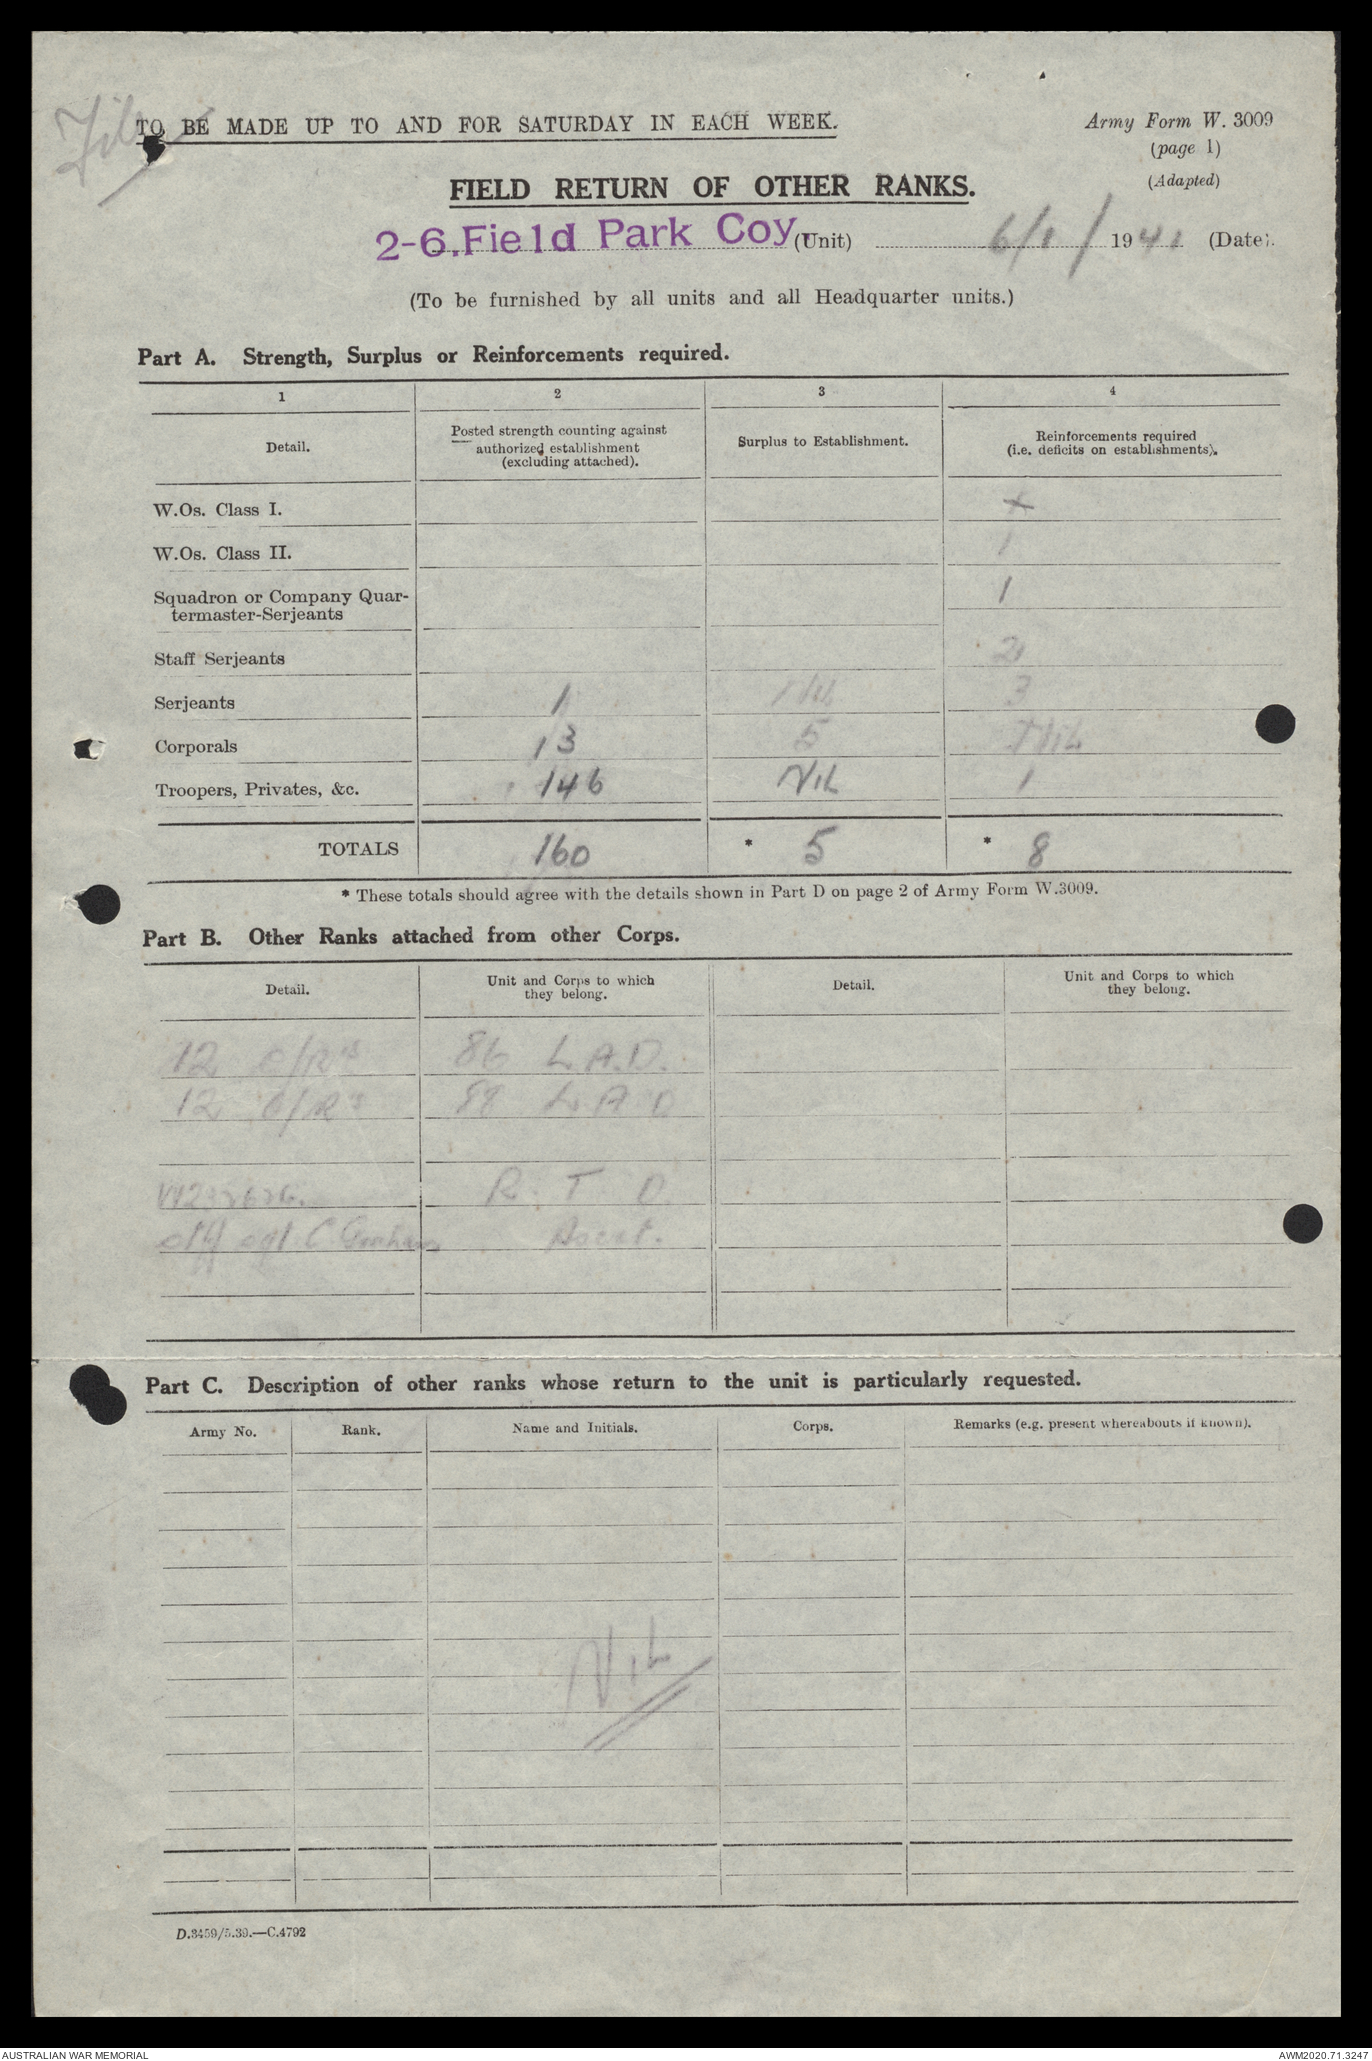 File
TO BE MADE UP TO AND FOR SATURDAY IN EACH WEEK.
Army Form W. 3009
(page 1)
(Adapted)
FIELD RETURN OF OTHER RANKS.
2-6.Field Park Coy. (Unit) 6/1/1941 (Date).
(To be furnished by all units and all Headquarter units.)
Part A. Strength, Surplus or Reinforcements required.
1 2 3 4
Detail. Posted strength counting against authorized establishment (excluding attached). Surplus to Establishment. Reinforcements required (i.e. deficits on establishments).
W.Os. Class I.
W.Os. Class II. 1
Squadron or Company Quar-
termaster-Serjeants 1
Staff Serjeants 2
Serjeants 1 Nil 3
Corporals 13 5 Nil
Troopers, Privates, &c. 146 Nil 1
TOTALS 160 * 5 * 8
* These totals should agree with the details shown in Part D on page 2 of Army Form W.3009.
Part B. Other Ranks attached from other Corps.
Detail. Unit and Corps to which they belong. Detail. Unit and Corps to which they belong.
12 O/Rs 86 L.A.D.
12 O/Rs 88 L A D
R. T. D.
sgt. C.
Part C. Description of other ranks whose return to the unit is particularly requested.
Army No. Rank. Name and Initials. Corps. Remarks (e.g. present whereabouts if known).
Nil
D.3459/5.39.—C.4792
AUSTRALIAN WAR MEMORIAL
AWM2020.71.3247